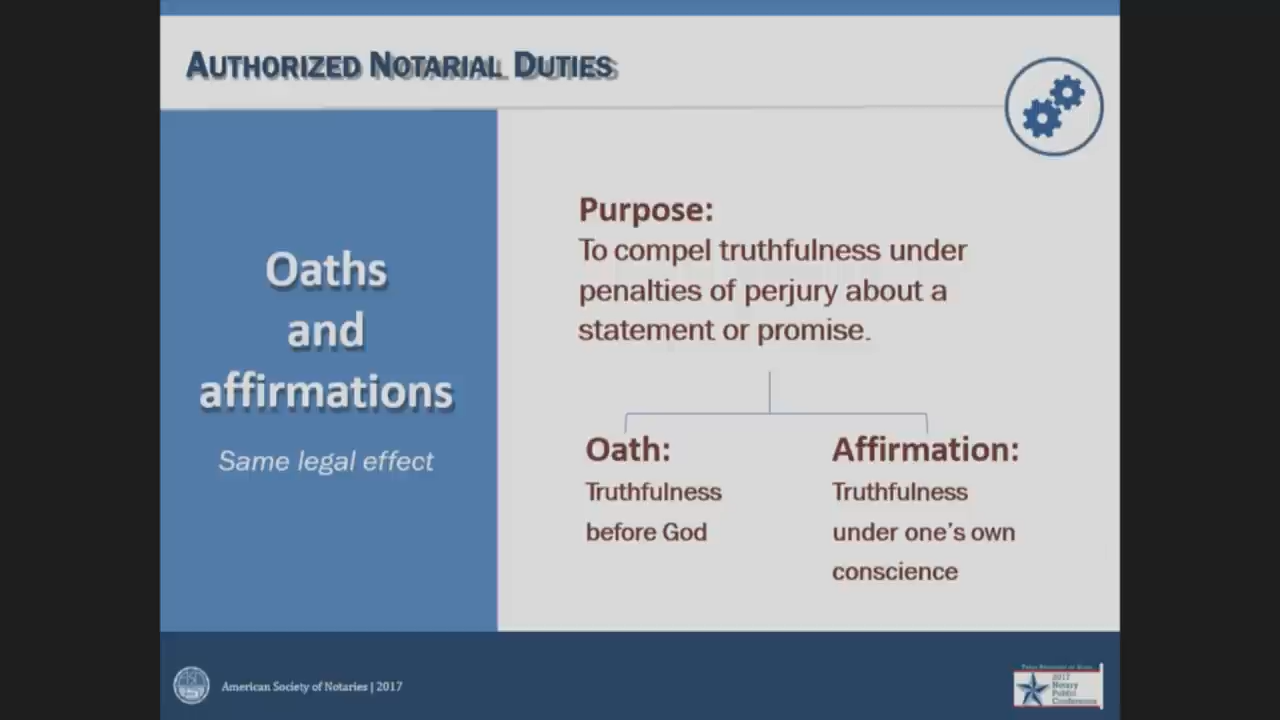 AUTHORIZED NOTARIAL DUTIES
Oaths
and
affirmations
Same legal effect
Purpose:
To compel truthfulness under
penalties of perjury about a
statement or promise.
Oath:
Truthfulness
before God
Affirmation:
Truthfulness
under one's own
conscience
American Society of Notaries | 2017
2017
Notary
Public
Conference